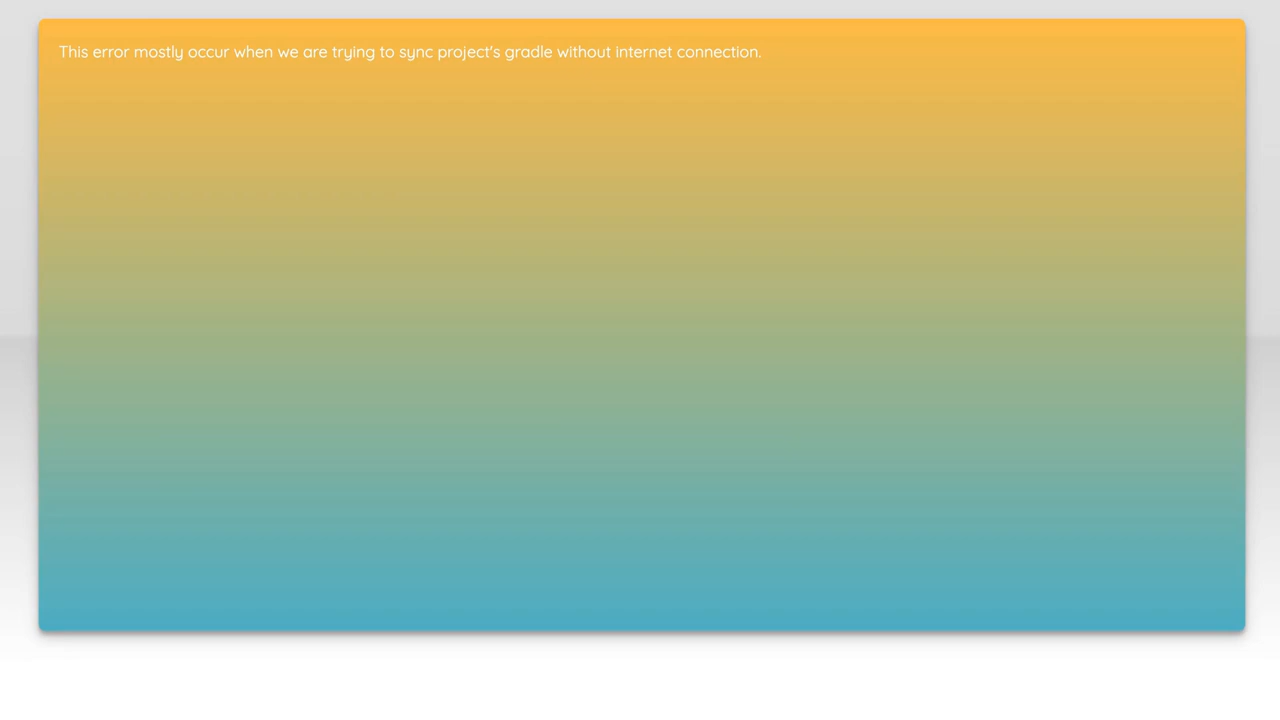 This error mostly occur when we are trying to sync project's gradle without internet connection.